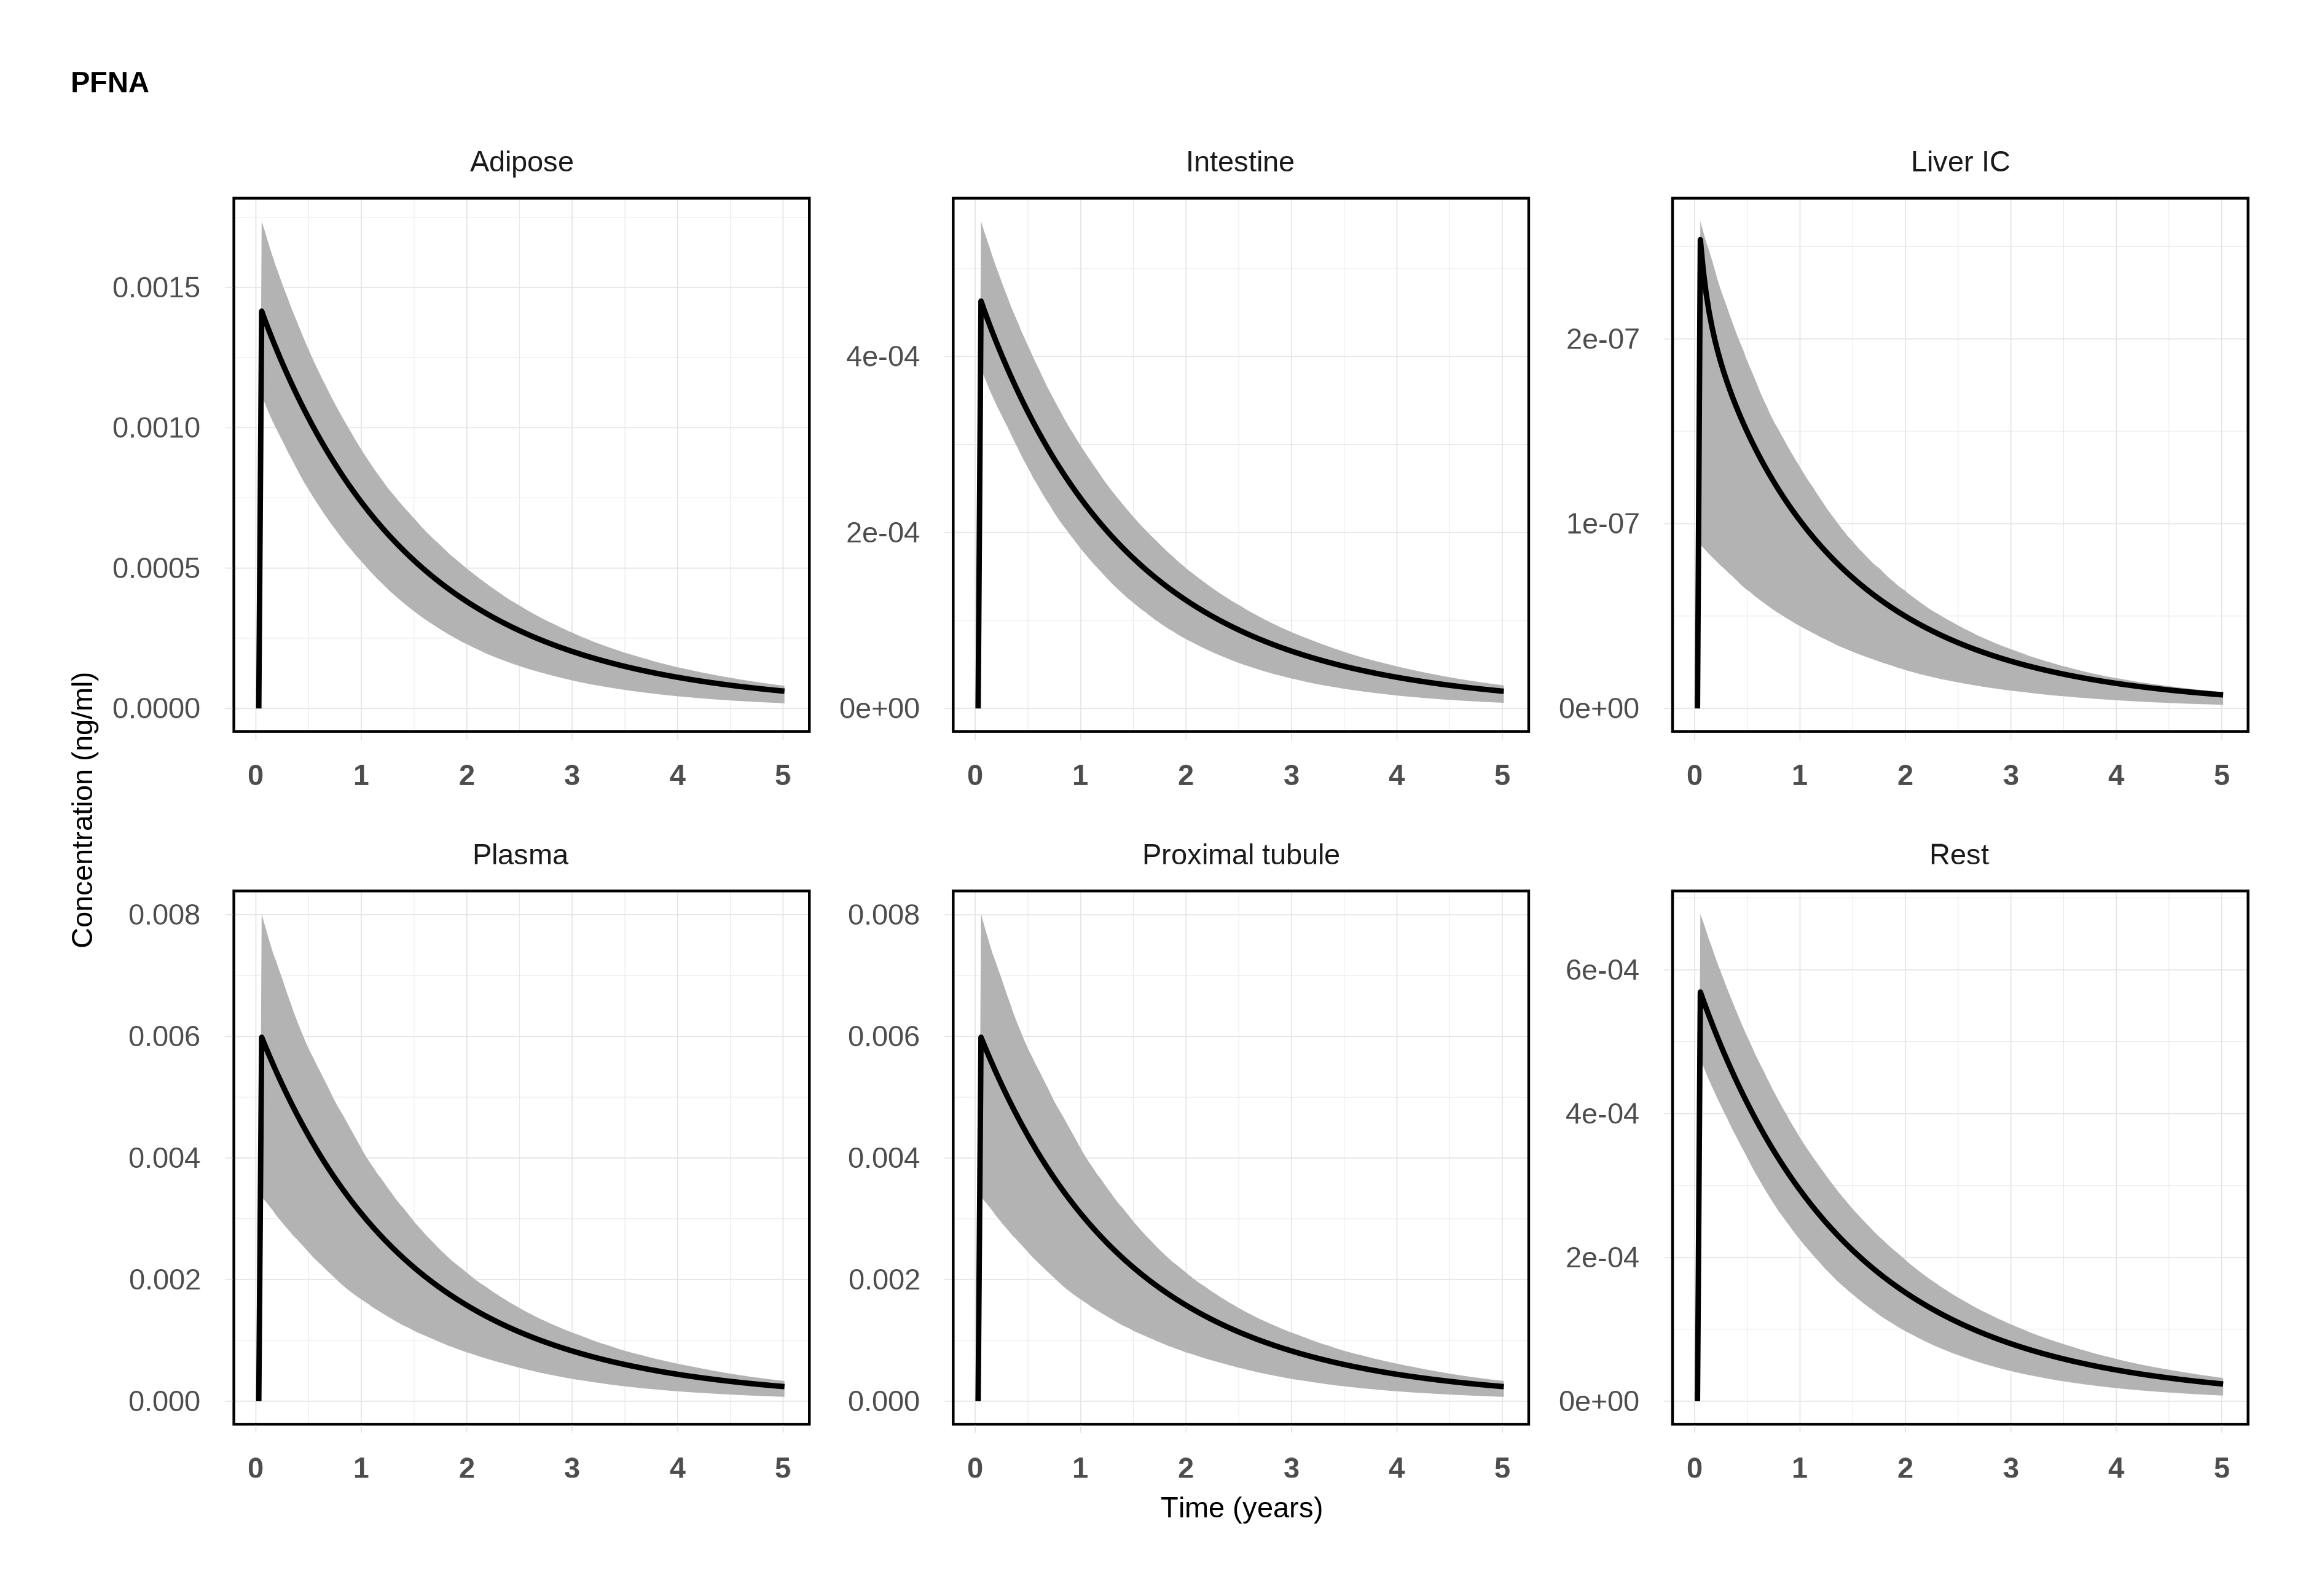 PFNA
Adipose
Intestine
Liver IC
0.0015
0.0010
0.0005
0.0000
4e-04
2e-04
0e+00
2e-07
1e-07
0e+00
0 1 2 3 4 5
0 1 2 3 4 5
0 1 2 3 4 5
Concentration (ng/ml)
Plasma
Proximal tubule
Rest
0.008
0.006
0.004
0.002
0.000
0.008
0.006
0.004
0.002
0.000
6e-04
4e-04
2e-04
0e+00
0 1 2 3 4 5
0 1 2 3 4 5
0 1 2 3 4 5
Time (years)